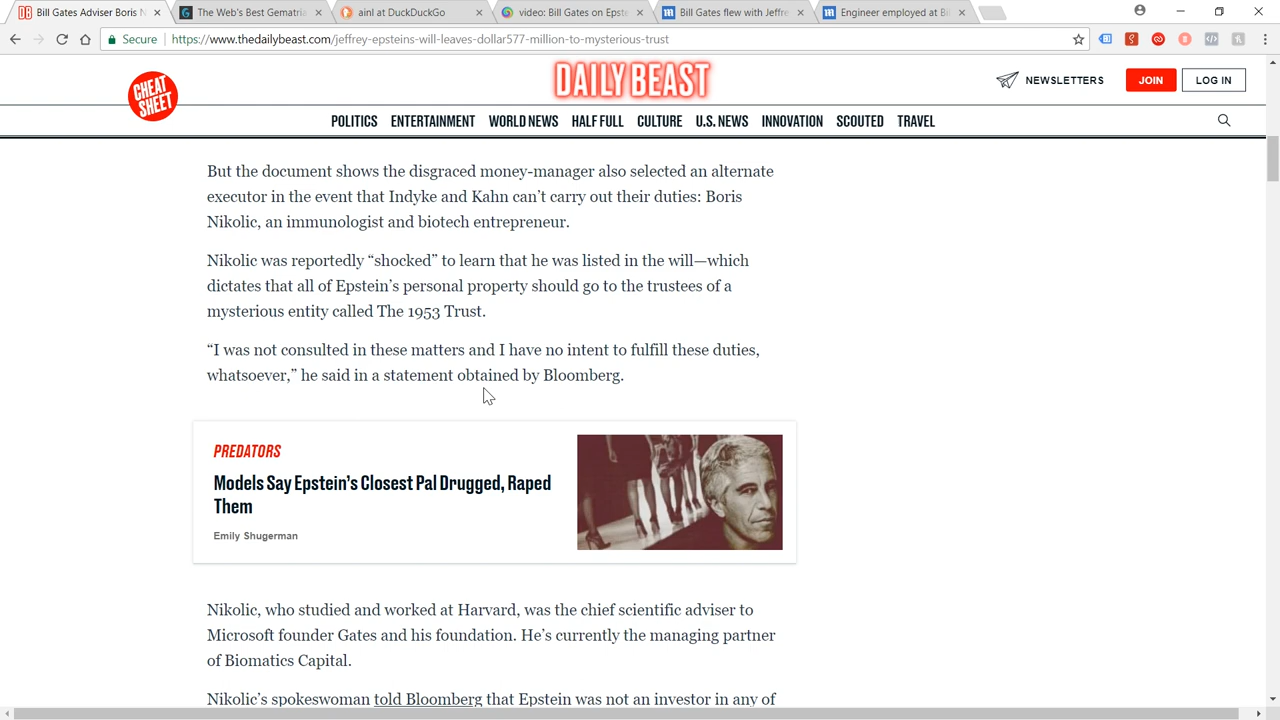 Bill Gates Adviser Boris N
The Web's Best Gematria
ainl at DuckDuckGo
video: Bill Gates on Epste
Bill Gates flew with Jeffre
Engineer employed at Bi
Secure
https://www.thedailybeast.com/jeffrey-epsteins-will-leaves-dollar577-million-to-mysterious-trust
CHEAT
SHEET
DAILY BEAST
NEWSLETTERS
JOIN
LOG IN
POLITICS ENTERTAINMENT WORLD NEWS HALF FULL CULTURE U.S. NEWS INNOVATION SCOUTED TRAVEL
But the document shows the disgraced money-manager also selected an alternate
executor in the event that Indyke and Kahn can’t carry out their duties: Boris
Nikolic, an immunologist and biotech entrepreneur.
Nikolic was reportedly “shocked” to learn that he was listed in the will—which
dictates that all of Epstein’s personal property should go to the trustees of a
mysterious entity called The 1953 Trust.
“I was not consulted in these matters and I have no intent to fulfill these duties,
whatsoever,” he said in a statement obtained by Bloomberg.
PREDATORS
Models Say Epstein’s Closest Pal Drugged, Raped
Them
Emily Shugerman
Nikolic, who studied and worked at Harvard, was the chief scientific adviser to
Microsoft founder Gates and his foundation. He’s currently the managing partner
of Biomatics Capital.
Nikolic’s spokeswoman told Bloomberg that Epstein was not an investor in any of